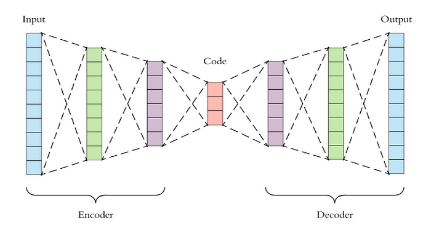 Input
Output
Code
Encoder
Decoder